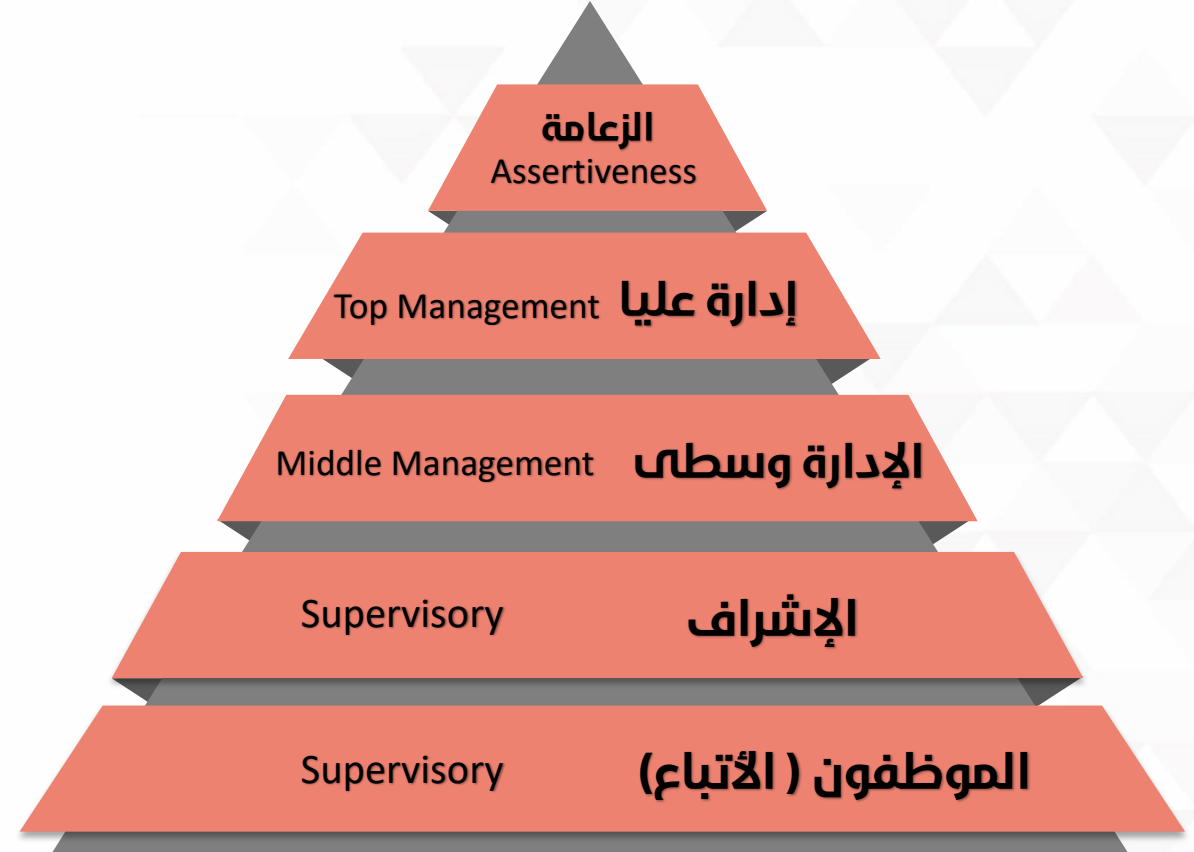 الزعامة
Assertiveness
Top Management إدارة عليا
Middle Management الإدارة وسطى
Supervisory الإشراف
Supervisory الموظفون ( الأتباع)